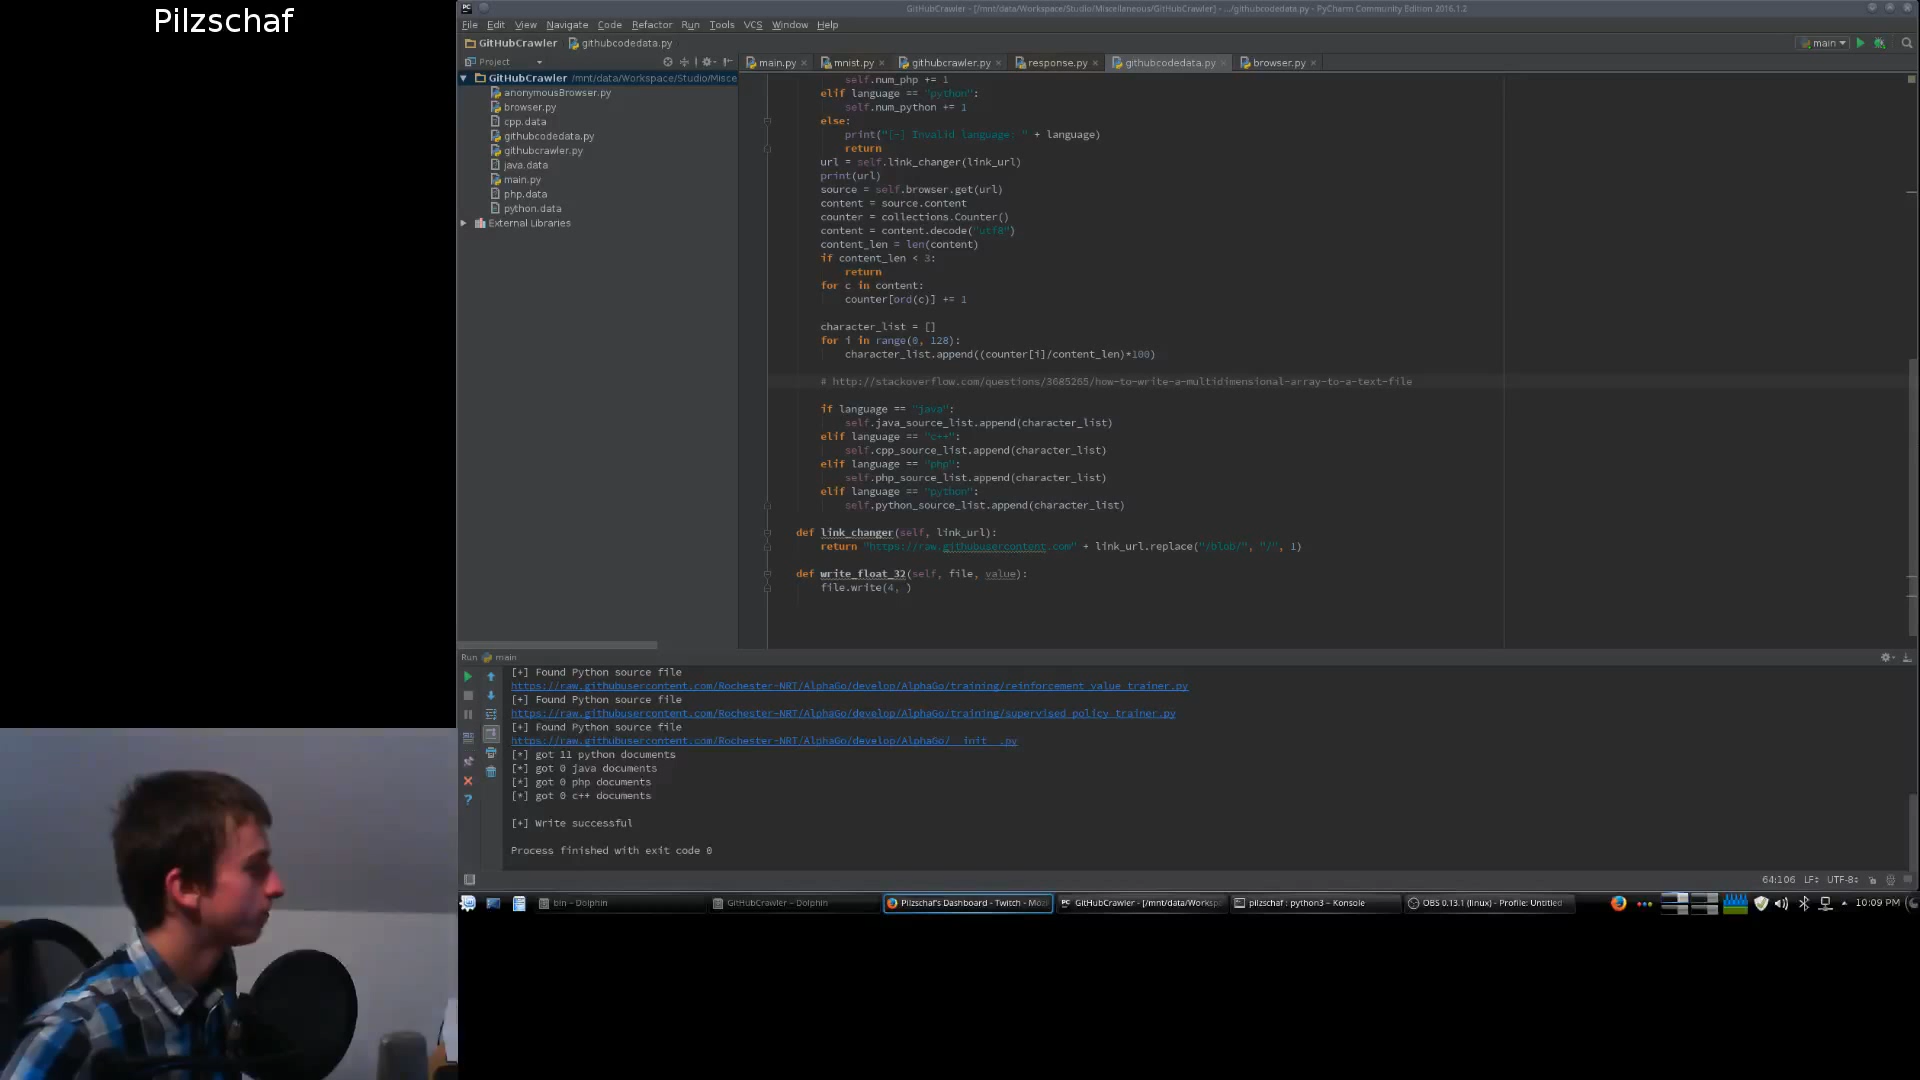 Pilzschaf
GitHubCrawler - [/mnt/data/Workspace/Studio/Miscellaneous/GitHubCrawler] - .../githubcodedata.py - PyCharm Community Edition 2016.1.2
File Edit View Navigate Code Refactor Run Tools VCS Window Help
GitHubCrawler githubcodedata.py
main
Project
main.py mnist.py githubcrawler.py response.py githubcodedata.py browser.py
GitHubCrawler /mnt/data/Workspace/Studio/Misce
anonymousBrowser.py
browser.py
cpp.data
githubcodedata.py
githubcrawler.py
java.data
main.py
php.data
python.data
External Libraries
self.num_php += 1
elif language == "python":
self.num_python += 1
else:
print("[-] Invalid language: " + language)
return
url = self.link_changer(link_url)
print(url)
source = self.browser.get(url)
content = source.content
counter = collections.Counter()
content = content.decode("utf8")
content_len = len(content)
if content_len < 3:
return
for c in content:
counter[ord(c)] += 1
character_list = []
for i in range(0, 128):
character_list.append((counter[i]/content_len)*100)
# http://stackoverflow.com/questions/3685265/how-to-write-a-multidimensional-array-to-a-text-file
if language == "java":
self.java_source_list.append(character_list)
elif language == "c++":
self.cpp_source_list.append(character_list)
elif language == "php":
self.php_source_list.append(character_list)
elif language == "python":
self.python_source_list.append(character_list)
def link_changer(self, link_url):
return "https://raw.githubusercontent.com" + link_url.replace("/blob/", "/", 1)
def write_float_32(self, file, value):
file.write(4, )
Run main
[+] Found Python source file
https://raw.githubusercontent.com/Rochester-NRT/AlphaGo/develop/AlphaGo/training/reinforcement_value_trainer.py
[+] Found Python source file
https://raw.githubusercontent.com/Rochester-NRT/AlphaGo/develop/AlphaGo/training/supervised_policy_trainer.py
[+] Found Python source file
https://raw.githubusercontent.com/Rochester-NRT/AlphaGo/develop/AlphaGo/__init__.py
[*] got 11 python documents
[*] got 0 java documents
[*] got 0 php documents
[*] got 0 c++ documents
[+] Write successful
Process finished with exit code 0
64:106 LF÷ UTF-8÷
bin – Dolphin GitHubCrawler – Dolphin Pilzschaf's Dashboard - Twitch - Moz GitHubCrawler - [/mnt/data/Worksp pilzschaf : python3 – Konsole OBS 0.13.1 (linux) - Profile: Untitled 10:09 PM